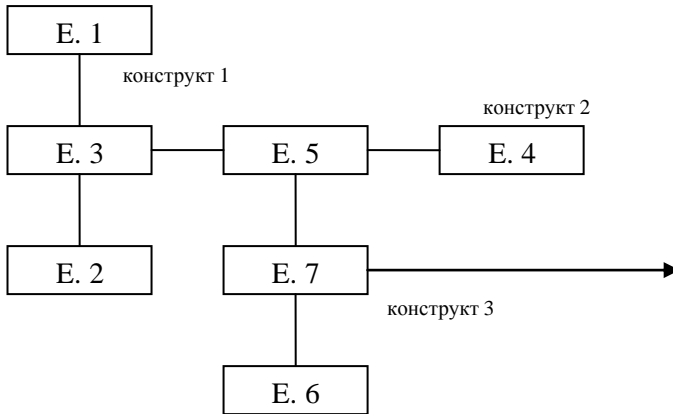 Е. 1
конструкт 1
конструкт 2
Е. 3
Е. 5
Е. 4
Е. 2
Е. 7
конструкт 3
Е. 6